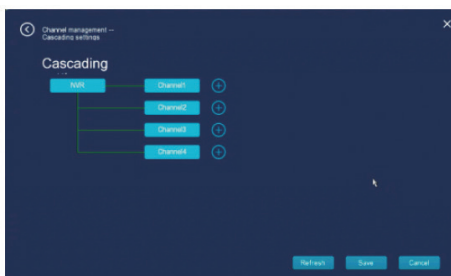 Channel management --
Cascading settings
Cascading
NVR
Channel1
Channel2
Channel3
Channel4
Refresh
Save
Cancel